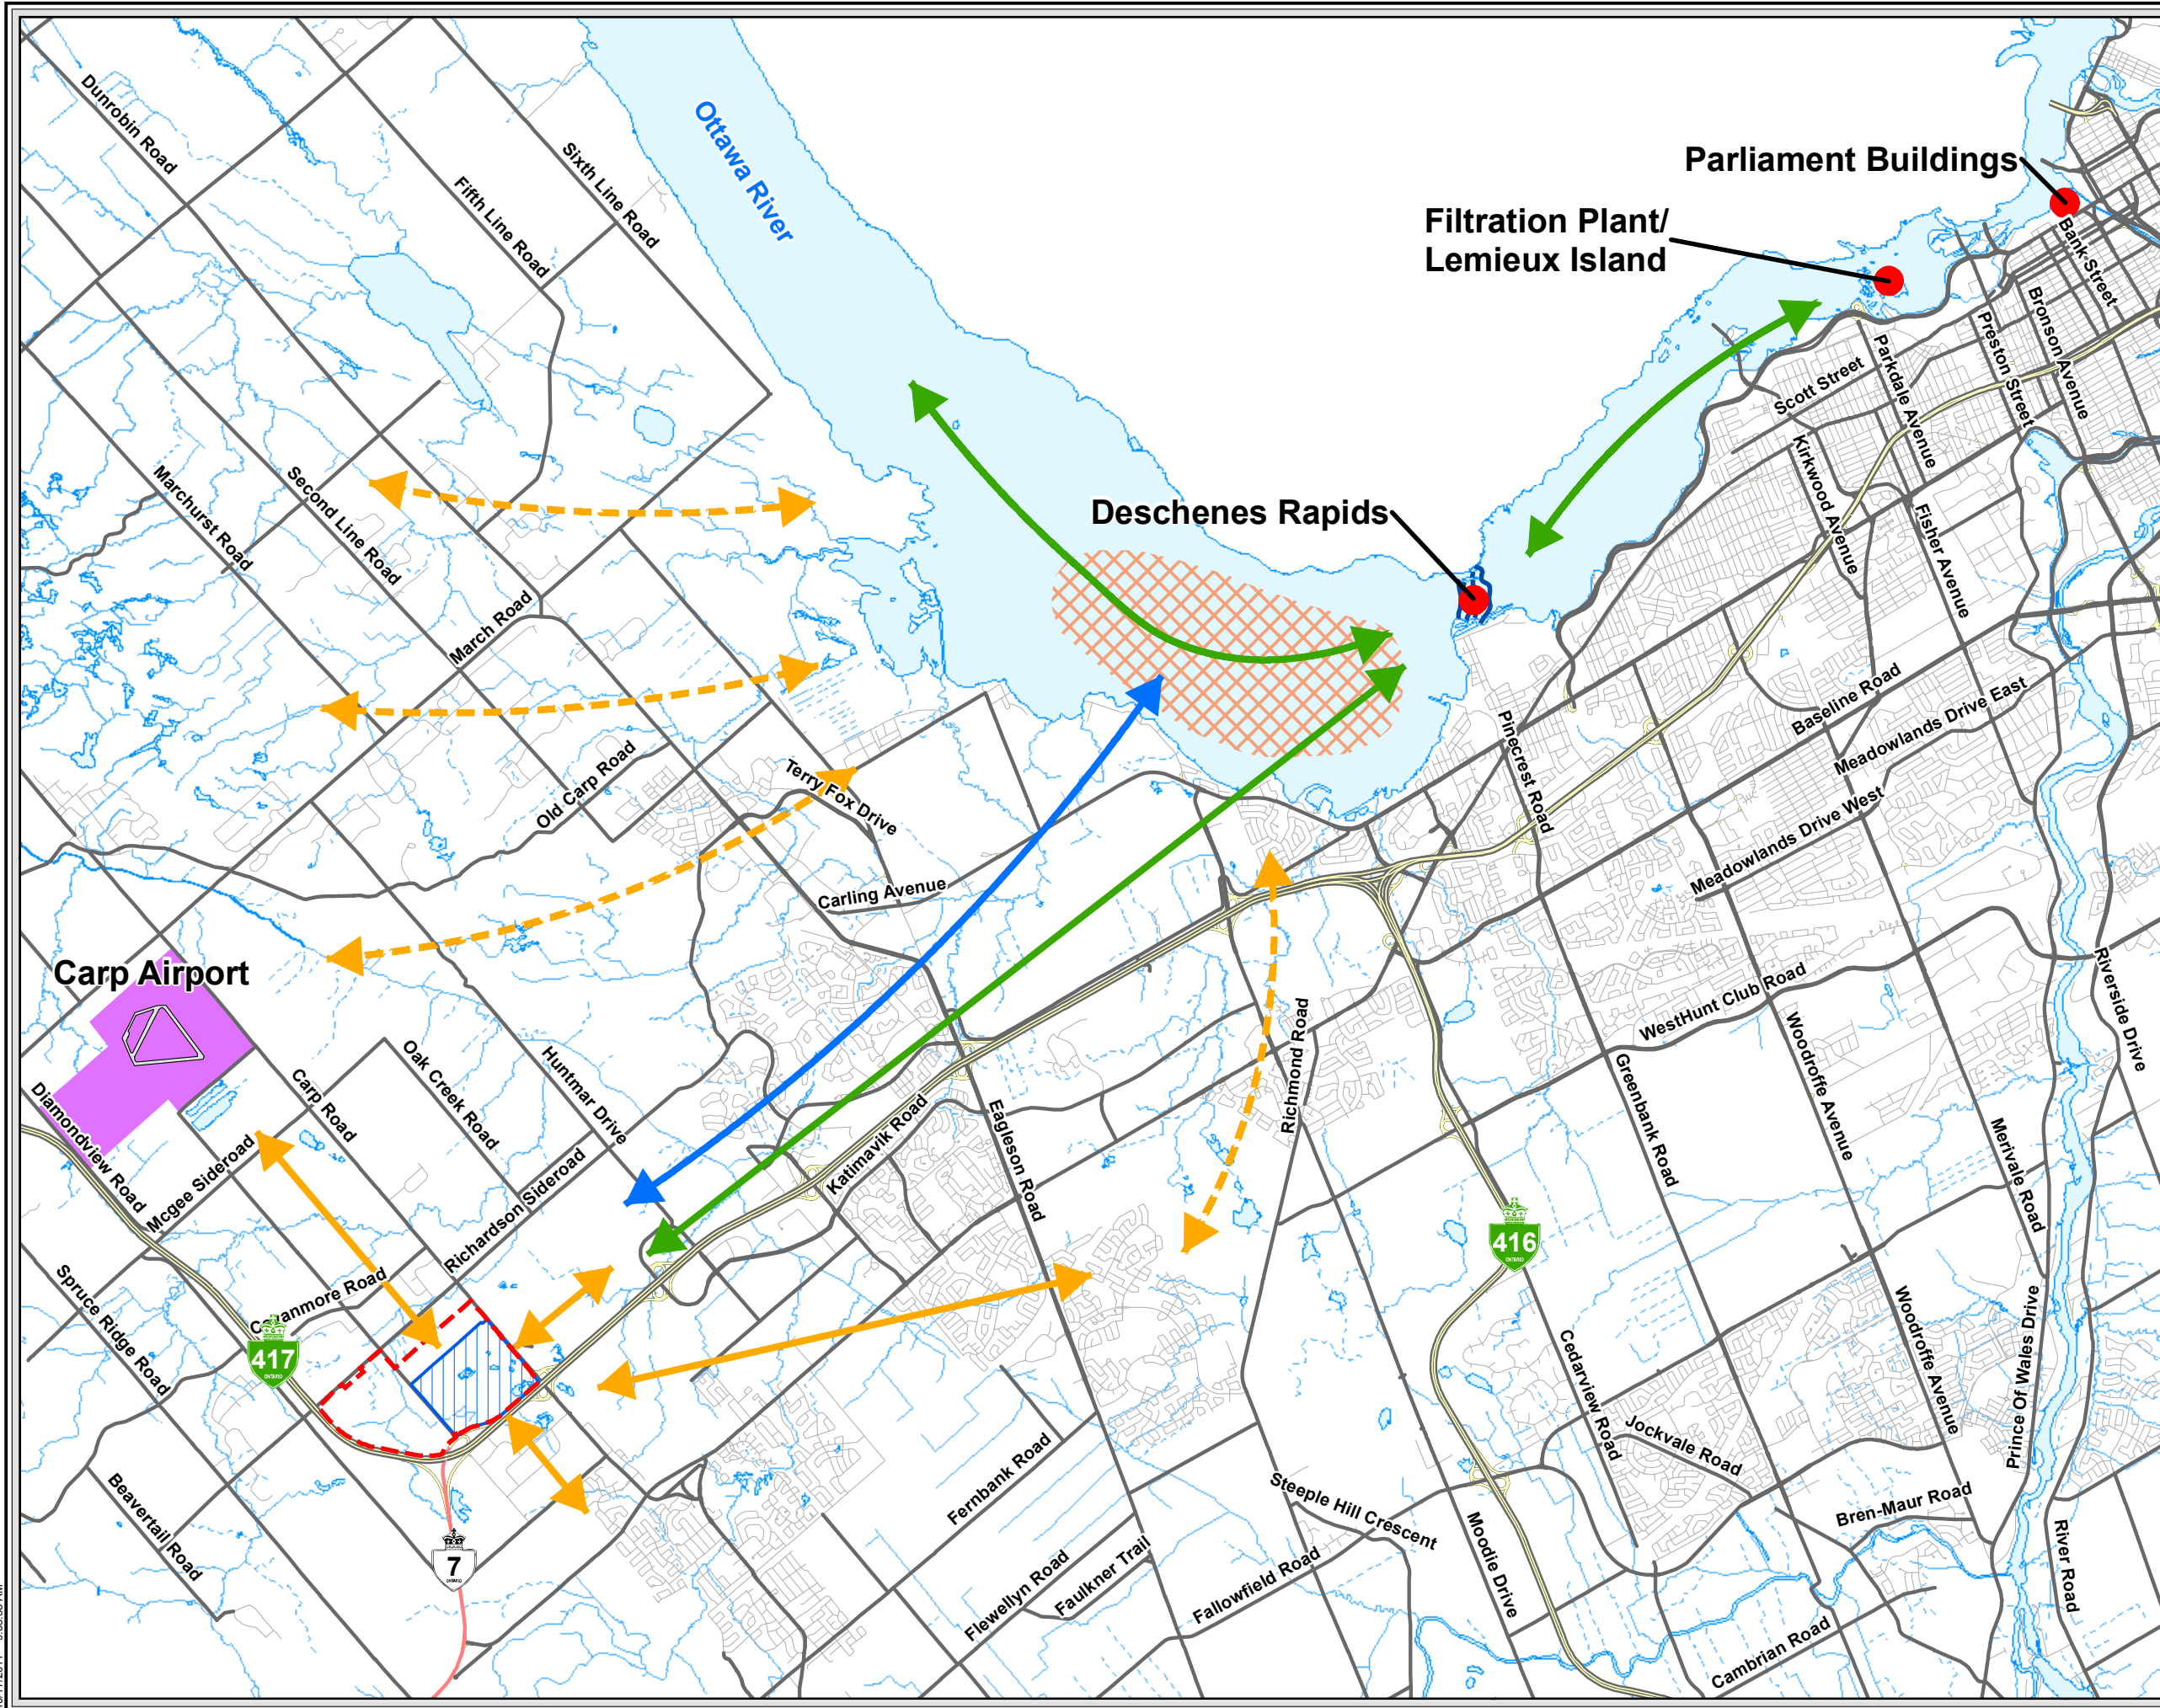 Dunrobin Road
Fifth Line Road
Sixth Line Road
Ottawa River
Parliament Buildings
Filtration Plant/
Lemieux Island
Bank Street
Bronson Avenue
Preston Street
Parkdale Avenue
Scott Street
Kirkwood Avenue
Fisher Avenue
Deschenes Rapids
Marchurst Road
Second Line Road
March Road
Old Carp Road
Terry Fox Drive
Carling Avenue
Pinecrest Road
Baseline Road
Meadowlands Drive East
Meadowlands Drive West
WestHunt Club Road
Riverside Drive
Carp Airport
Diamondview Road
Mcgee Sideroad
Carp Road
Oak Creek Road
Huntmar Drive
Richardson Sideroad
Katimavik Road
Eagleson Road
Richmond Road
Greenbank Road
Woodroffe Avenue
Merivale Road
Spruce Ridge Road
417
ONTARIO
416
ONTARIO
7
ONTARIO
Beavertail Road
Fernbank Road
Flewellyn Road
Faulkner Trail
Fallowfield Road
Steeple Hill Crescent
Moodie Drive
Cedarview Road
Jockvale Road
Woodroffe Avenue
Prince Of Wales Drive
Bren-Maur Road
River Road
Cambrian Road